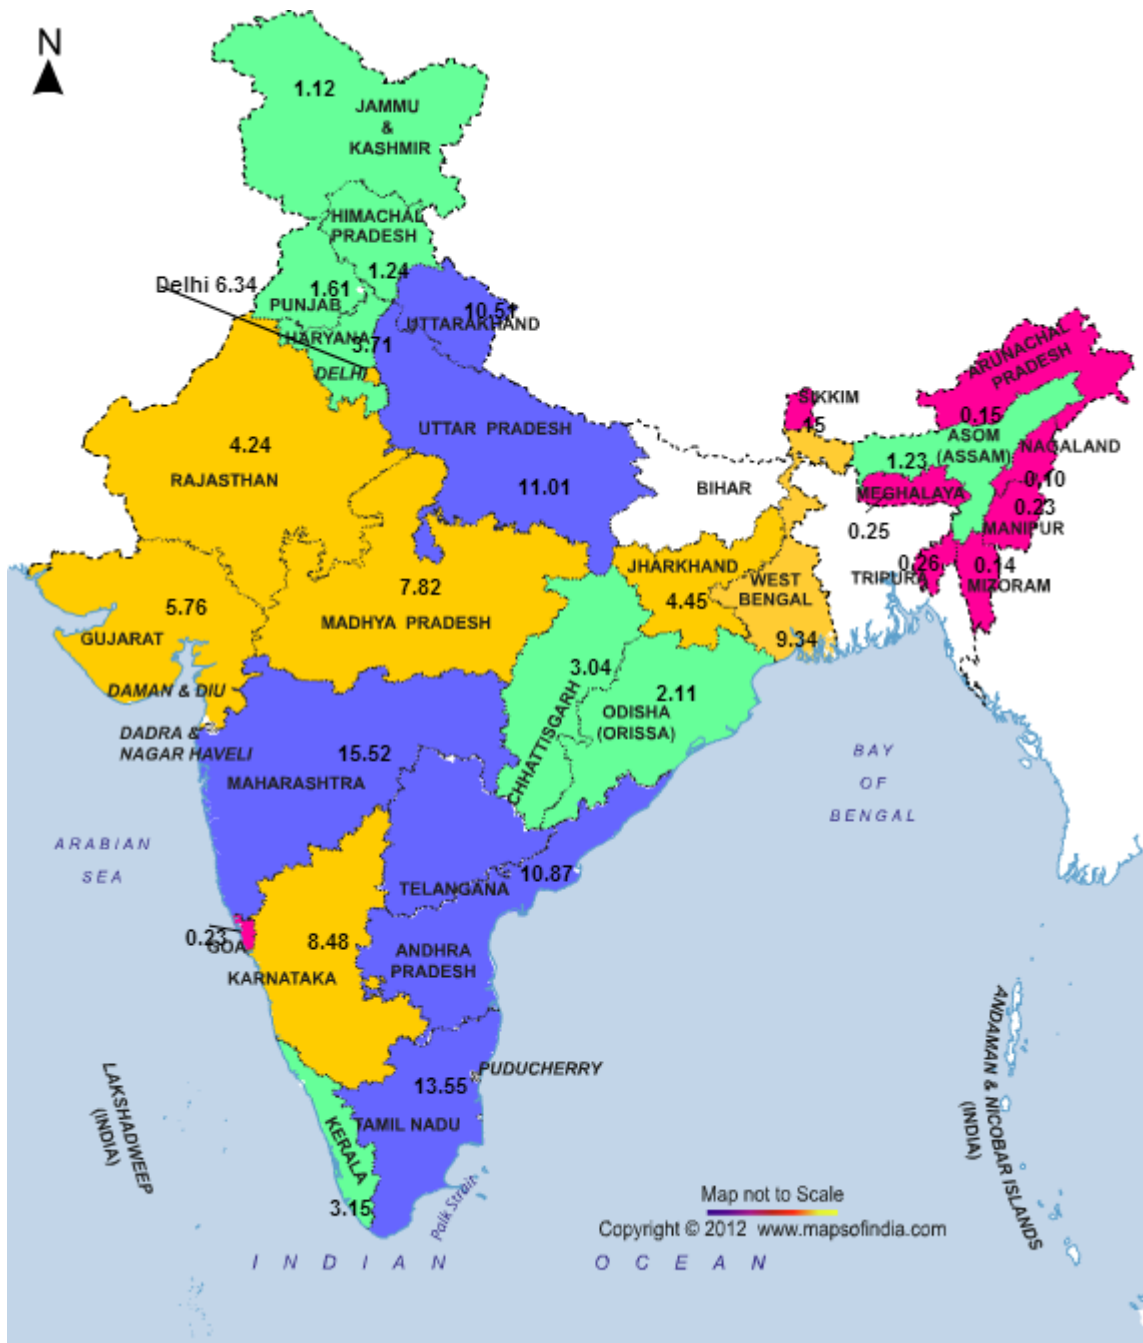 N
1.12
JAMMU
&
KASHMIR
HIMACHAL
PRADESH
1.24
Delhi 6.34
1.61
PUNJAB
10.51
UTTARAKHAND
HARYANA
3.71
DELHI
ARUNACHAL
PRADESH
SIKKIM
.15
0.15
UTTAR PRADESH
4.24
RAJASTHAN
ASOM
(ASSAM)
NAGALAND
1.23
0.10
MEGHALAYA
11.01
BIHAR
0.23
MANIPUR
0.25
JHARKHAND
0.26
TRIPURA
0.14
MIZORAM
WEST
BENGAL
7.82
4.45
5.76
GUJARAT
MADHYA PRADESH
9.34
3.04
DAMAN & DIU
2.11
ODISHA
(ORISSA)
CHHATTISGARH
DADRA &
NAGAR HAVELI
15.52
MAHARASHTRA
BAY
OF
BENGAL
ARABIAN
SEA
TELANGANA
10.87
0.23
GOA
8.48
KARNATAKA
ANDHRA
PRADESH
PUDUCHERRY
13.55
TAMIL NADU
KERALA
3.15
LAKSHADWEEP
(INDIA)
ANDAMAN & NICOBAR ISLANDS
(INDIA)
Palk Strait
Map not to Scale
Copyright © 2012 www.mapsofindia.com
INDIAN OCEAN